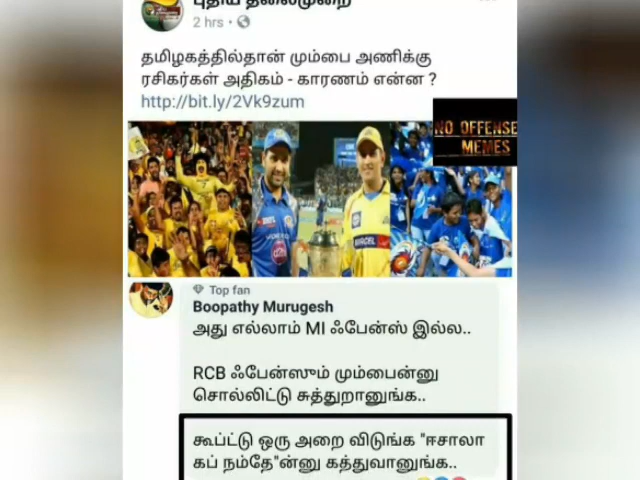 புதிய தலைமுறை
2 hrs ·
தமிழகத்தில்தான் மும்பை அணிக்கு
ரசிகர்கள் அதிகம் - காரணம் என்ன ?
http://bit.ly/2Vk9zum
NO OFFENSE
MEMES
Top fan
Boopathy Murugesh
அது எல்லாம் MI ஃபேன்ஸ் இல்ல..
RCB ஃபேன்ஸும் மும்பைன்னு
சொல்லிட்டு சுத்துறானுங்க..
கூப்ட்டு ஒரு அறை விடுங்க "ஈசாலா
கப் நம்தே"ன்னு கத்துவானுங்க..